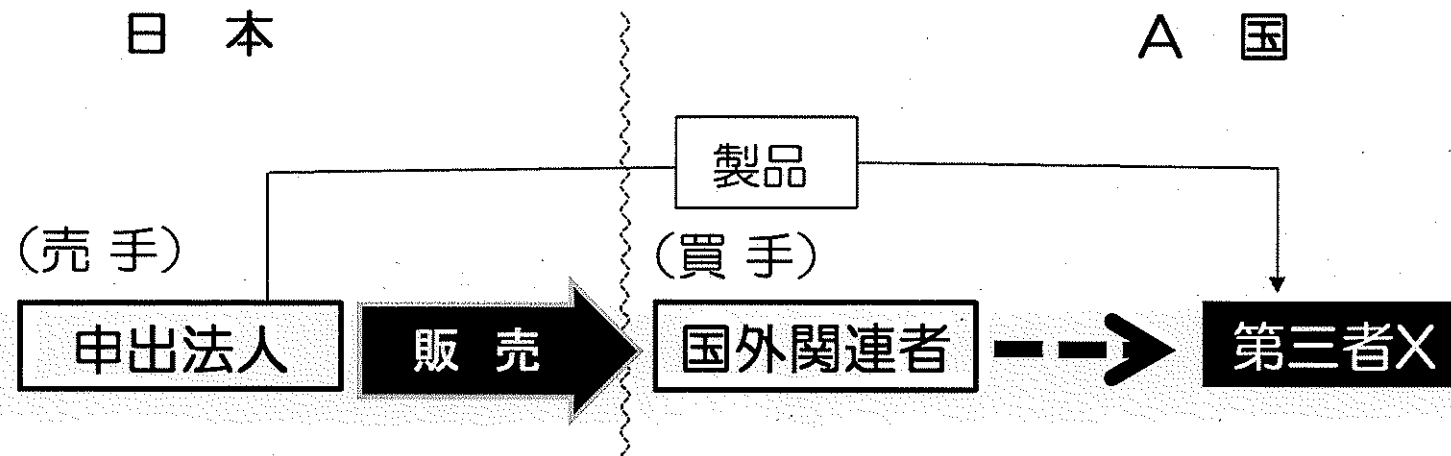 日 本
A 国
製品
(売 手)
(買 手)
申出法人
販 売
国外関連者
第三者X